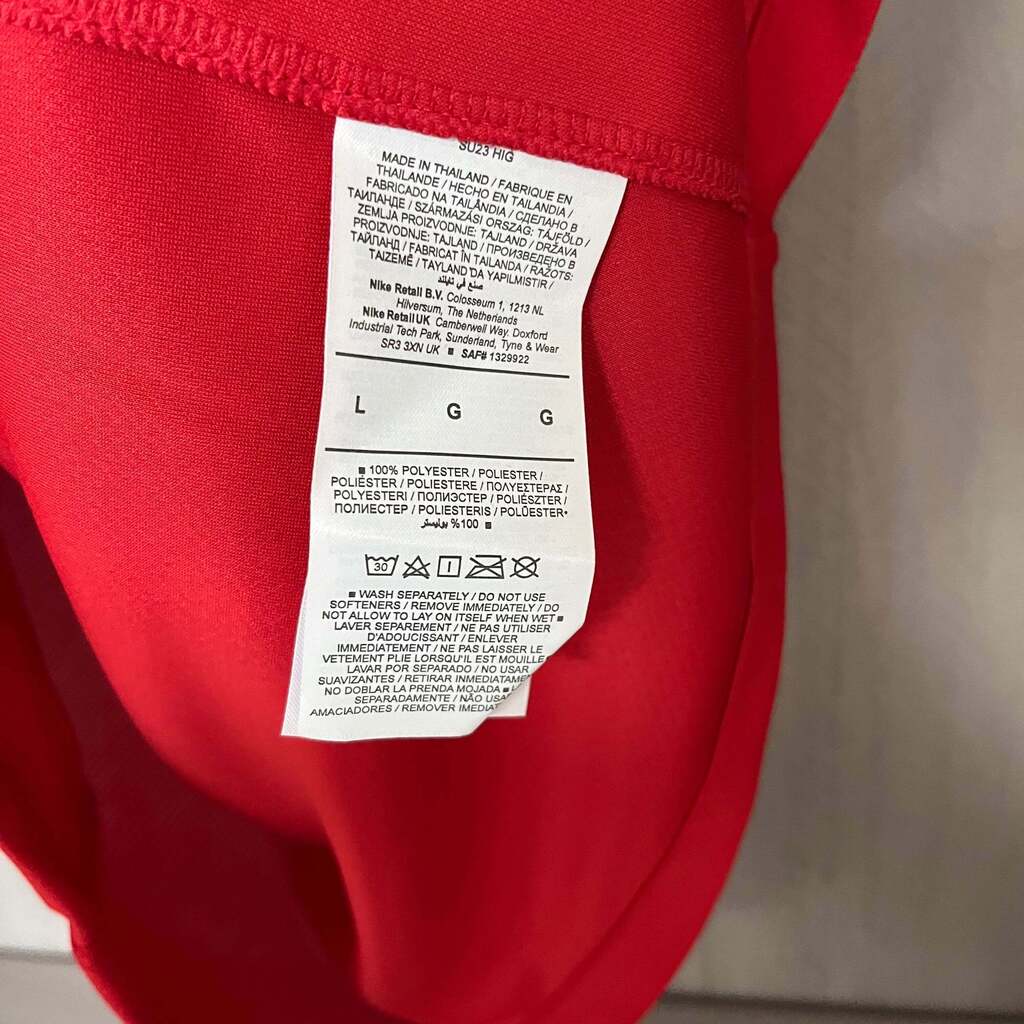 SU23 HIG
MADE IN THAILAND / FABRIQUE EN
THAILANDE / HECHO EN TAILANDIA /
FABRICADO NA TAILÂNDIA / СДЕЛАНО В
ТАИЛАНДЕ / SZÁRMAZÁSI ORSZÁG: TÁJFÖLD /
ZEMLJA PROIZVODNJE: TAJLAND / DRŽAVA
PROIZVODNJE: TAJLAND / ПРОИЗВЕДЕНО В
ТАЙЛАНД / FABRICAT ÎN TAILANDA / RAŽOTS:
TAIZEMĒ / TAYLAND'DA YAPILMISTIR /
صنع في تايلند
Nike Retail B.V. Colosseum 1, 1213 NL
Hilversum, The Netherlands
Nike Retail UK Camberwell Way. Doxford
Industrial Tech Park, Sunderland, Tyne & Wear
SR3 3XN UK ■ SAF# 1329922
L G G
■ 100% POLYESTER / POLIESTER /
POLIÉSTER / POLIESTERE / ΠΟΛΥΕΣΤΕΡΑΣ /
POLYESTERI / ПОЛИЭСТЕР / POLIÉSZTER /
ПОЛИЕСТЕР / POLIESTERIS / POLÜESTER•
100% بوليستر ■
30
■ WASH SEPARATELY / DO NOT USE
SOFTENERS / REMOVE IMMEDIATELY / DO
NOT ALLOW TO LAY ON ITSELF WHEN WET ■
LAVER SEPAREMENT / NE PAS UTILISER
D'ADOUCISSANT / ENLEVER
IMMEDIATEMENT / NE PAS LAISSER LE
VETEMENT PLIE LORSQU'IL EST MOUILLE
LAVAR POR SEPARADO / NO USAR
SUAVIZANTES / RETIRAR INMEDIATAME
NO DOBLAR LA PRENDA MOJADA ■ L
SEPARADAMENTE / NÃO USA
AMACIADORES / REMOVER IMEDIA